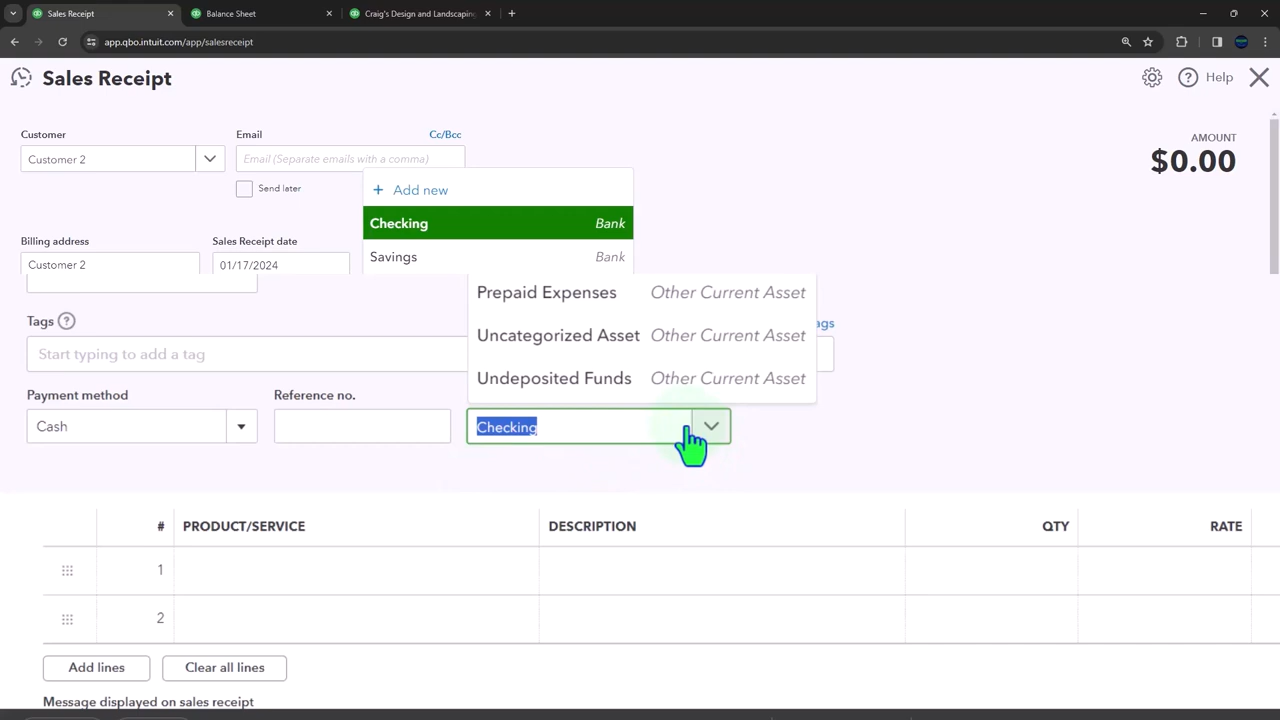 Sales Receipt
Balance Sheet
Craig's Design and Landscaping
app.qbo.intuit.com/app/salesreceipt
Sales Receipt
Help
Customer
Email
Cc/Bcc
AMOUNT
Customer 2
Email (Separate emails with a comma)
$0.00
Send later
+ Add new
Checking Bank
Savings Bank
Billing address
Sales Receipt date
Customer 2
01/17/2024
Prepaid Expenses Other Current Asset
Uncategorized Asset Other Current Asset
Undeposited Funds Other Current Asset
Tags ?
ags
Start typing to add a tag
Payment method
Reference no.
Cash
Checking
# PRODUCT/SERVICE DESCRIPTION QTY RATE
1
2
Add lines
Clear all lines
Message displayed on sales receipt